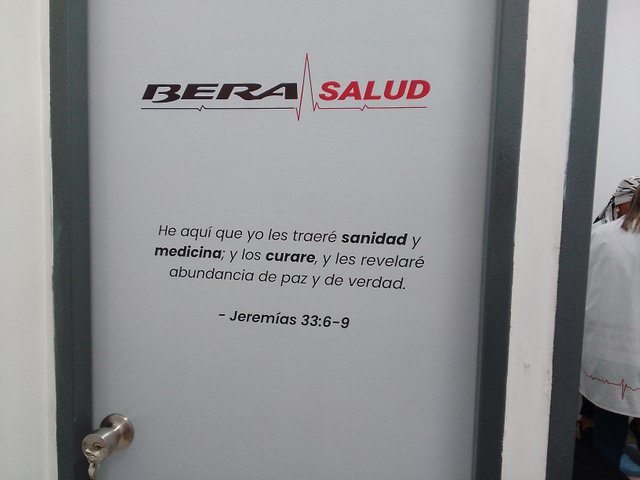 BERA SALUD
He aquí que yo les traeré sanidad y
medicina; y los curare, y les revelaré
abundancia de paz y de verdad.
- Jeremías 33:6-9